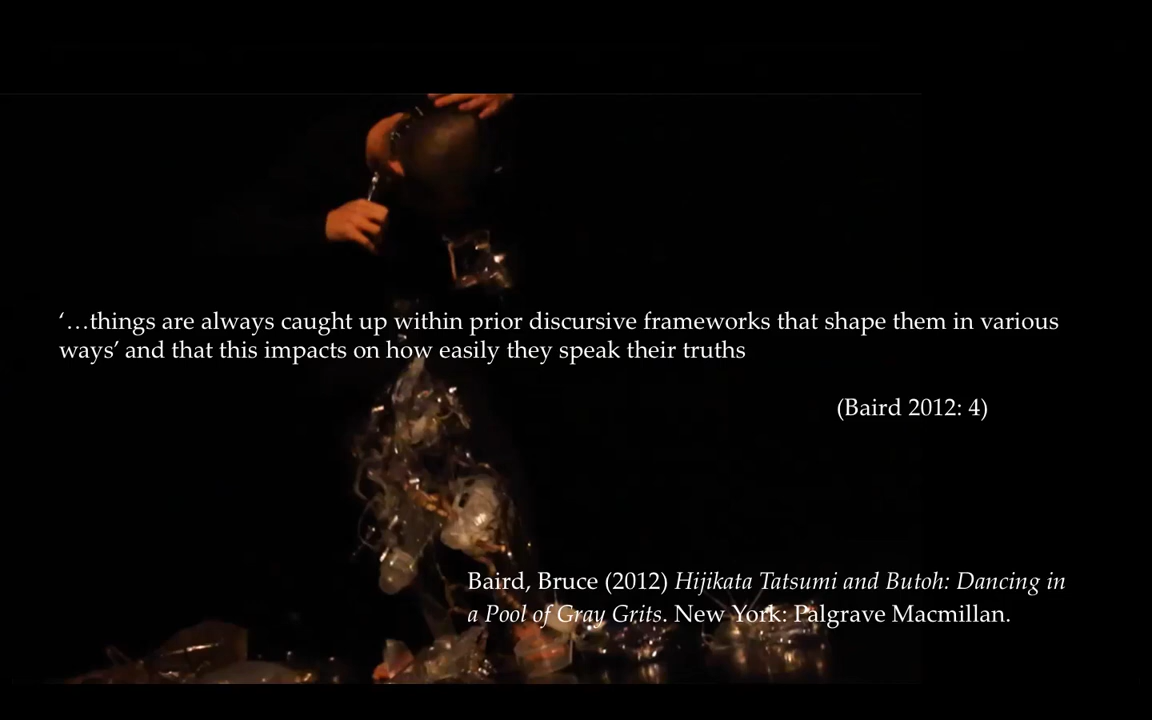 ‘…things are always caught up within prior discursive frameworks that shape them in various
ways’ and that this impacts on how easily they speak their truths
(Baird 2012: 4)
Baird, Bruce (2012) Hijikata Tatsumi and Butoh: Dancing in
a Pool of Gray Grits. New York: Palgrave Macmillan.